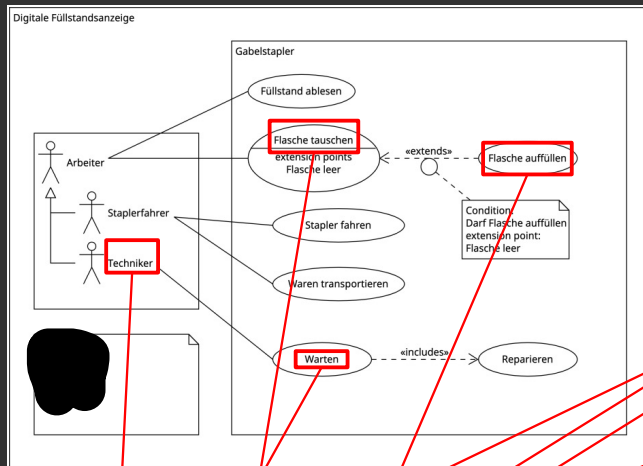 Digitale Füllstandsanzeige
Gabelstapler
Füllstand ablesen
Flasche tauschen
extension points
Flasche leer
«extends»
Flasche auffüllen
Arbeiter
Staplerfahrer
Techniker
Stapler fahren
Condition:
Darf Flasche auffüllen
extension point:
Flasche leer
Waren transportieren
Warten
«includes»
Reparieren